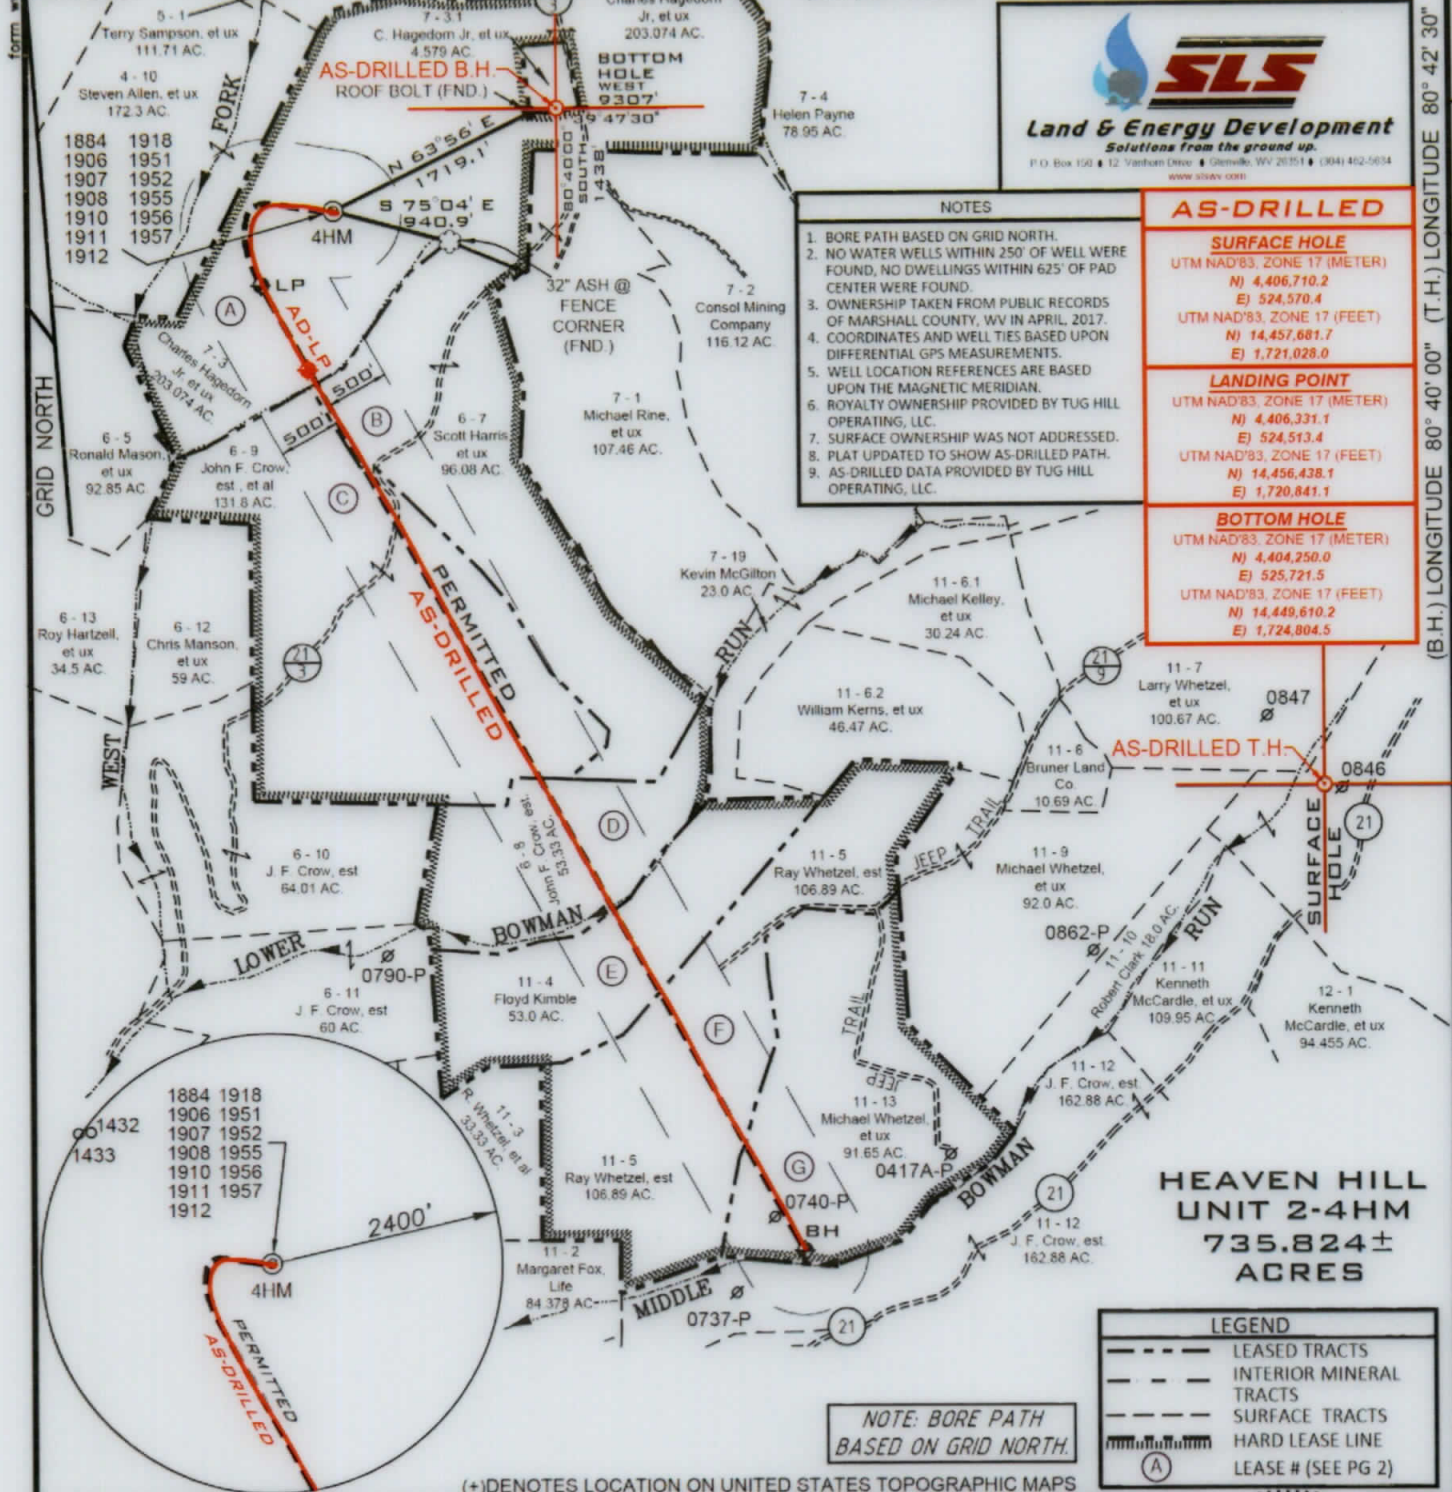 form w
5 - 1
Terry Sampson, et ux
111.71 AC.
7 - 3.1
C. Hagedorn Jr, et ux
4.579 AC.
Charles Hagedorn
Jr, et ux
203.074 AC.
4 - 10
Steven Allen, et ux
172.3 AC.
FORK
AS-DRILLED B.H.
ROOF BOLT (FND.)
BOTTOM
HOLE
WEST
9307'
39°47'30"
80°40'00"
SOUTH
1438'
7 - 4
Helen Payne
78.95 AC.
SLS
Land & Energy Development
Solutions from the ground up.
P.O. Box 150 12 Vanhorn Drive Glenville, WV 26351 (304) 462-5634
www.slswv.com
(B.H.) LONGITUDE 80° 40' 00" (T.H.) LONGITUDE 80° 42' 30"
1884 1918
1906 1951
1907 1952
1908 1955
1910 1956
1911 1957
1912
N 63°56' E
1719.1'
S 75°04' E
940.9'
4HM
LP
AD-LP
32" ASH @
FENCE
CORNER
(FND.)
7 - 2
Consol Mining
Company
116.12 AC.
NOTES
1. BORE PATH BASED ON GRID NORTH.
2. NO WATER WELLS WITHIN 250' OF WELL WERE
FOUND, NO DWELLINGS WITHIN 625' OF PAD
CENTER WERE FOUND.
3. OWNERSHIP TAKEN FROM PUBLIC RECORDS
OF MARSHALL COUNTY, WV IN APRIL, 2017.
4. COORDINATES AND WELL TIES BASED UPON
DIFFERENTIAL GPS MEASUREMENTS.
5. WELL LOCATION REFERENCES ARE BASED
UPON THE MAGNETIC MERIDIAN.
6. ROYALTY OWNERSHIP PROVIDED BY TUG HILL
OPERATING, LLC.
7. SURFACE OWNERSHIP WAS NOT ADDRESSED.
8. PLAT UPDATED TO SHOW AS-DRILLED PATH.
9. AS-DRILLED DATA PROVIDED BY TUG HILL
OPERATING, LLC.
AS-DRILLED
SURFACE HOLE
UTM NAD'83, ZONE 17 (METER)
N) 4,406,710.2
E) 524,570.4
UTM NAD'83, ZONE 17 (FEET)
N) 14,457,681.7
E) 1,721,028.0
LANDING POINT
UTM NAD'83, ZONE 17 (METER)
N) 4,406,331.1
E) 524,513.4
UTM NAD'83, ZONE 17 (FEET)
N) 14,456,438.1
E) 1,720,841.1
BOTTOM HOLE
UTM NAD'83, ZONE 17 (METER)
N) 4,404,250.0
E) 525,721.5
UTM NAD'83, ZONE 17 (FEET)
N) 14,449,610.2
E) 1,724,804.5
A
7 - 3
Charles Hagedorn
Jr, et ux
203.074 AC.
500'
500'
B
GRID NORTH
6 - 5
Ronald Mason,
et ux
92.85 AC
6 - 9
John F. Crow,
est , et al
131.8 AC.
6 - 7
Scott Harris
et ux
96.08 AC.
7 - 1
Michael Rine,
et ux
107.46 AC.
C
7 - 19
Kevin McGilton
23.0 AC.
11 - 6.1
Michael Kelley,
et ux
30.24 AC.
6 - 13
Roy Hartzell,
et ux
34.5 AC.
6 - 12
Chris Manson,
et ux
59 AC.
21
3
PERMITTED
AS-DRILLED
RUN
21
9
11 - 7
Larry Whetzel,
et ux
100.67 AC.
0847
11 - 6.2
William Kerns, et ux
46.47 AC.
WEST
11 - 6
Bruner Land
Co.
10.69 AC.
AS-DRILLED T.H.
0846
SURFACE
HOLE
21
6 - 10
J. F. Crow, est
64.01 AC.
6 - 8
John F. Crow, est.
53.33 AC.
D
11 - 5
Ray Whetzel, est
106.89 AC.
JEEP TRAIL
11 - 9
Michael Whetzel,
et ux
92.0 AC.
LOWER
BOWMAN
0862-P
11 - 10
Robert Clark 18.0 AC.
RUN
0790-P
E
11 - 4
Floyd Kimble
53.0 AC.
6 - 11
J. F. Crow, est
60 AC.
F
TRAIL
JEEP
11 - 11
Kenneth
McCardle, et ux
109.95 AC.
12 - 1
Kenneth
McCardle, et ux
94.455 AC.
11 - 12
J. F. Crow, est
162.88 AC.
1884 1918
1906 1951
1907 1952
1908 1955
1910 1956
1911 1957
1912
1432
1433
11 - 3
R. Whetzel, et al
33.33 AC.
11 - 13
Michael Whetzel,
et ux
91.65 AC.
0417A-P
BOWMAN
11 - 5
Ray Whetzel, est
106.89 AC.
G
0740-P
BH
21
11 - 12
J. F. Crow, est
162.88 AC.
HEAVEN HILL
UNIT 2-4HM
735.824±
ACRES
2400'
4HM
PERMITTED
AS-DRILLED
11 - 2
Margaret Fox,
Life
84.378 AC
MIDDLE
0737-P
21
LEGEND
LEASED TRACTS
INTERIOR MINERAL
TRACTS
SURFACE TRACTS
HARD LEASE LINE
A LEASE # (SEE PG 2)
NOTE: BORE PATH
BASED ON GRID NORTH.
(+)DENOTES LOCATION ON UNITED STATES TOPOGRAPHIC MAPS